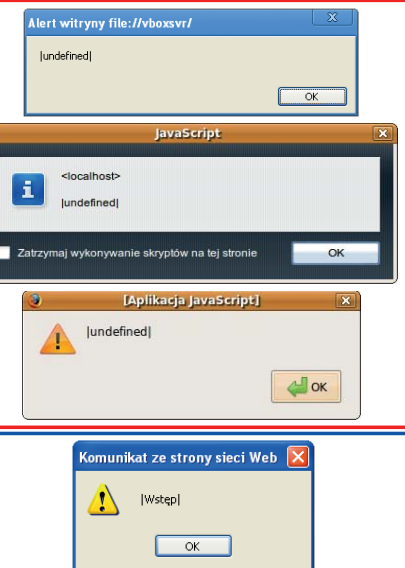 Alert witryny file://vboxsvr/
|undefined|
OK
JavaScript
<localhost>
|undefined|
Zatrzymaj wykonywanie skryptów na tej stronie
OK
[Aplikacja JavaScript]
|undefined|
OK
Komunikat ze strony sieci Web
|Wstęp|
OK